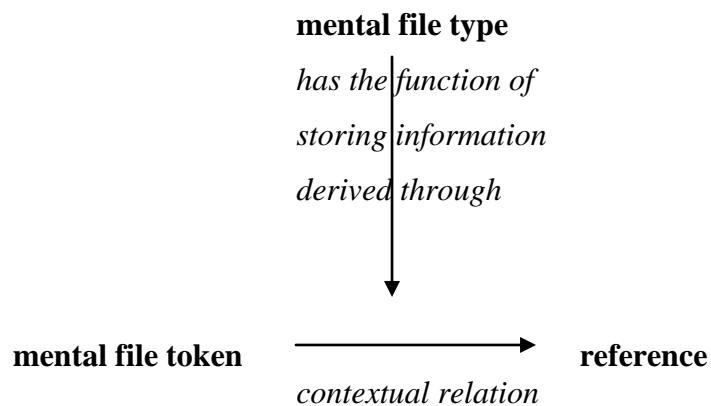 mental file type
has the function of
storing information
derived through
mental file token
reference
contextual relation